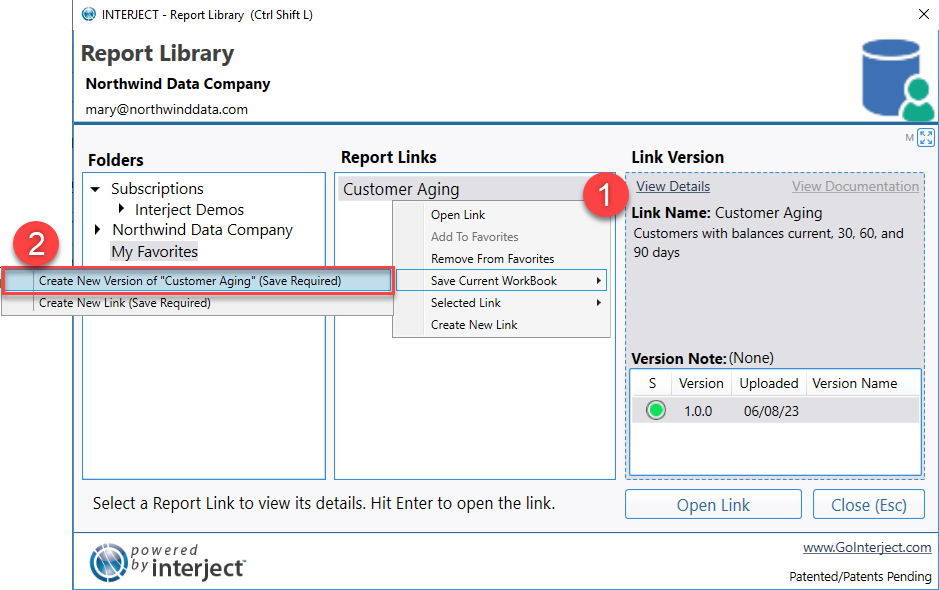 INTERJECT - Report Library (Ctrl Shift L)
Report Library
Northwind Data Company
mary@northwinddata.com
M
Folders
Subscriptions
Interject Demos
Northwind Data Company
My Favorites
2
Create New Version of "Customer Aging" (Save Required)
Create New Link (Save Required)
Report Links
Customer Aging
1
Open Link
Add To Favorites
Remove From Favorites
Save Current WorkBook
Selected Link
Create New Link
Link Version
View Details View Documentation
Link Name: Customer Aging
Customers with balances current, 30, 60, and
90 days
Version Note: (None)
S Version Uploaded Version Name
1.0.0 06/08/23
Select a Report Link to view its details. Hit Enter to open the link.
Open Link Close (Esc)
powered
by interject
www.GoInterject.com
Patented/Patents Pending